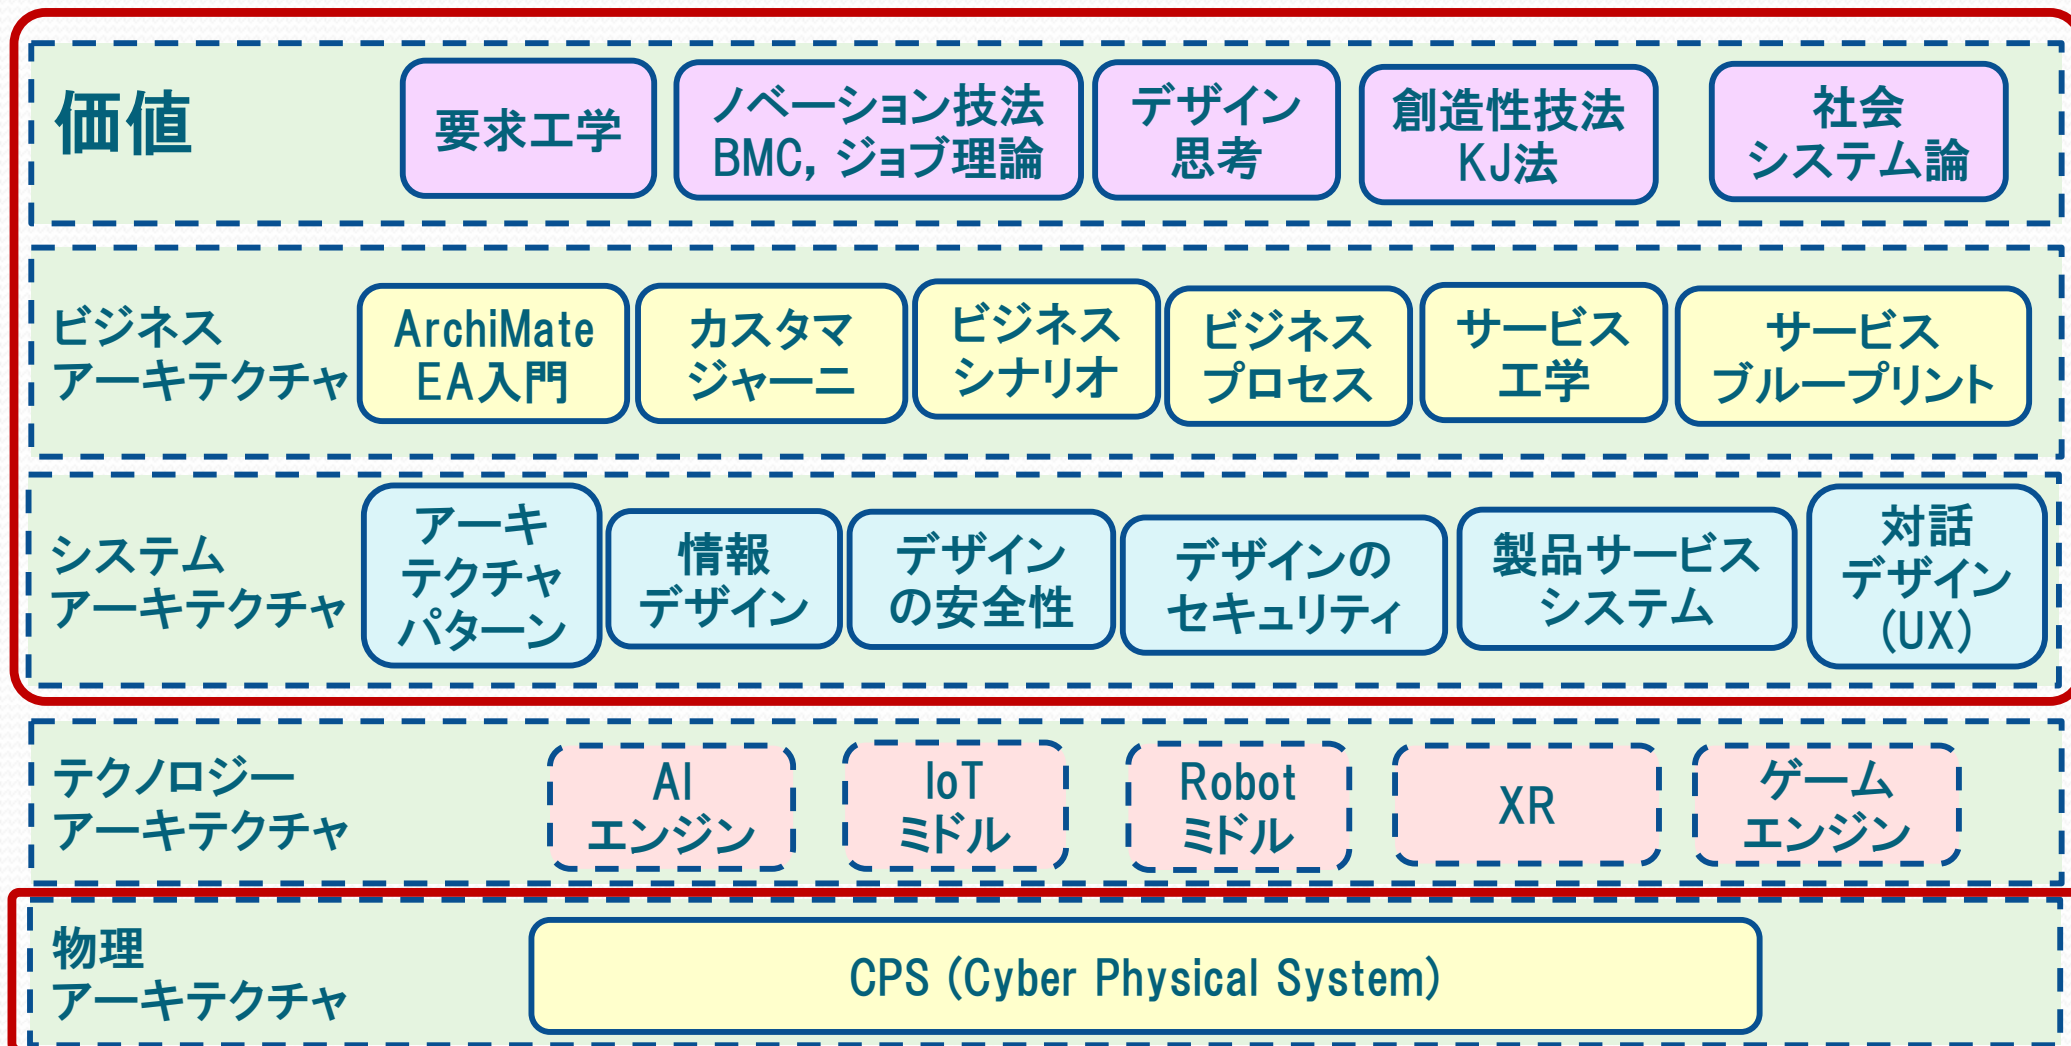 価値
要求工学
ノベーション技法
BMC, ジョブ理論
デザイン
思考
創造性技法
KJ法
社会
システム論
ビジネス
アーキテクチャ
ArchiMate
EA入門
カスタマ
ジャーニ
ビジネス
シナリオ
ビジネス
プロセス
サービス
工学
サービス
ブループリント
システム
アーキテクチャ
アーキ
テクチャ
パターン
情報
デザイン
デザイン
の安全性
デザインの
セキュリティ
製品サービス
システム
対話
デザイン
(UX)
テクノロジー
アーキテクチャ
AI
エンジン
IoT
ミドル
Robot
ミドル
XR
ゲーム
エンジン
物理
アーキテクチャ
CPS (Cyber Physical System)